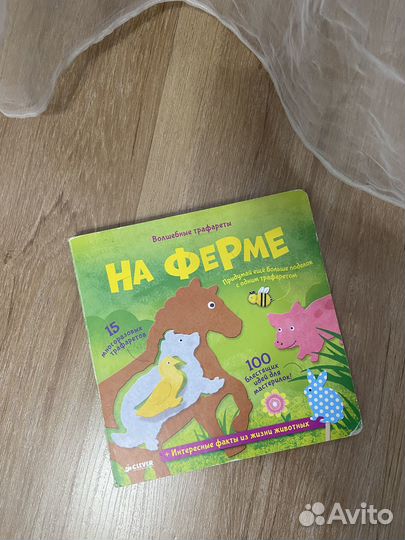 Волшебные трафареты
НА ФЕРМЕ
Придумай ещё больше поделок
с одним трафаретом
15
многоразовых
трафаретов
100
блестящих
идей для
мастерилок!
+ Интересные факты из жизни животных
CLEVER
Avito